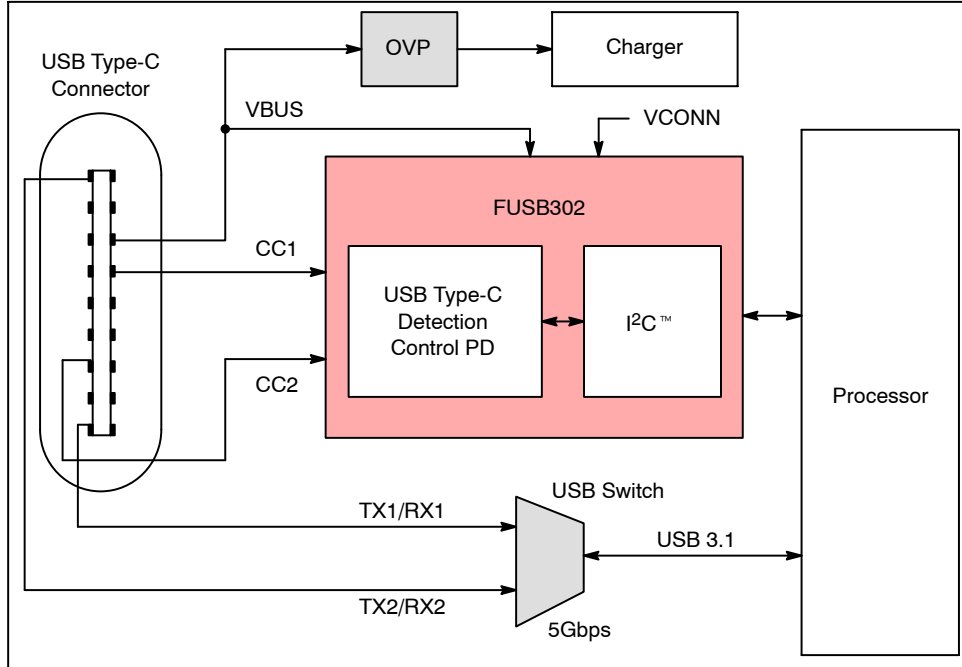 OVP
Charger
USB Type-C
Connector
VBUS
VCONN
FUSB302
CC1
USB Type-C
Detection
Control PD
I²C™
CC2
Processor
USB Switch
TX1/RX1
USB 3.1
TX2/RX2
5Gbps